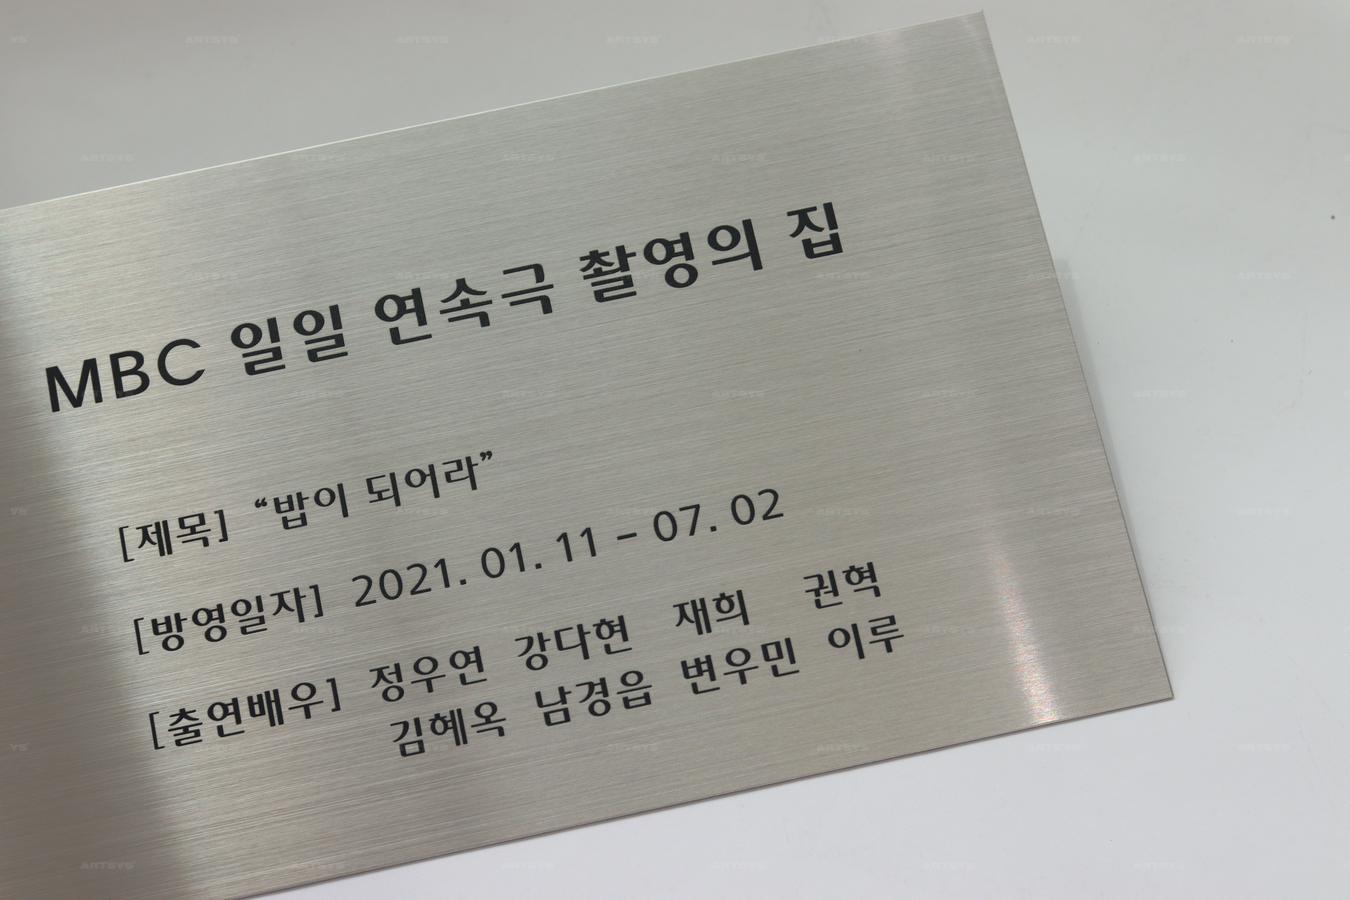 MBC 일일 연속극 촬영의 집
[제목] “밥이 되어라”
[방영일자] 2021. 01. 11 – 07. 02
[출연배우] 정우연 강다현 재희 권혁
김혜옥 남경읍 변우민 이루